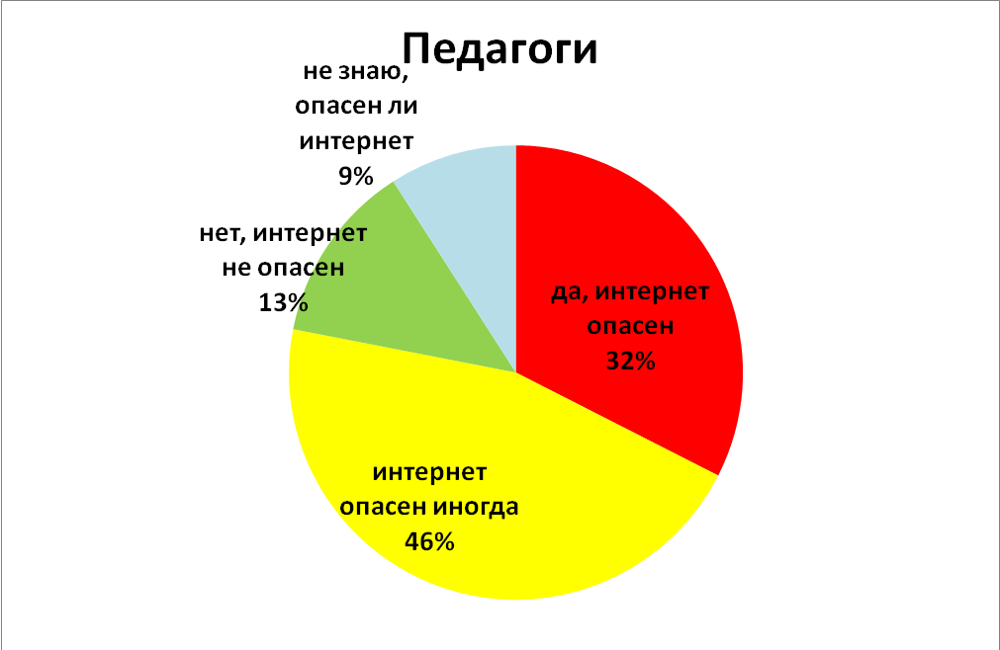 Педагоги
не знаю,
опасен ли
интернет
9%
нет, интернет
не опасен
13%
да, интернет
опасен
32%
интернет
опасен иногда
46%